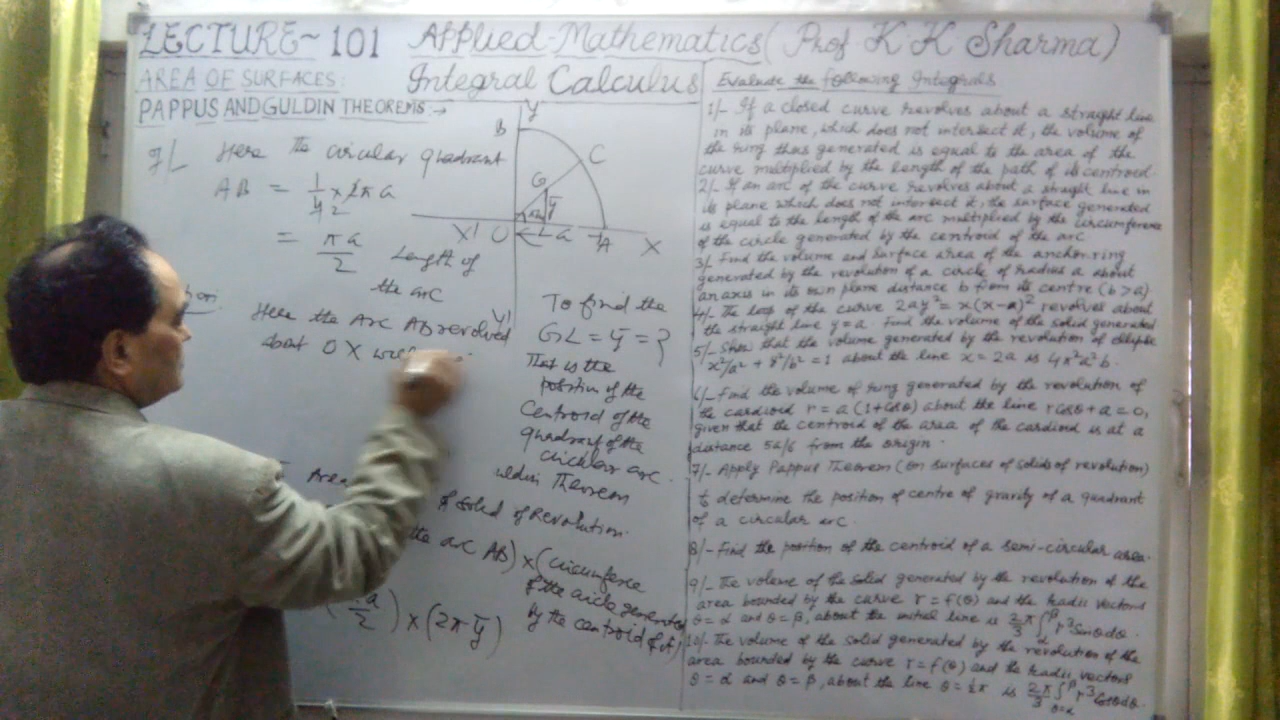 LECTURE~101 Applied-Mathematics (Prof. K K Sharma)
AREA OF SURFACES: Integral Calculus
PAPPUS AND GULDIN THEOREMS:→
7/- Here the circular quadrant
AB = 1/4 × 2πa
2
= πa/2 Length of
the arc
Here the Arc AB revolved
about OX will
Y
B
C
G
ȳ
X' O L a A X
Y'
To find the
GL = ȳ = ?
That is the
position of the
Centroid of the
quadrant of the
circular arc.
Theorem
Area
of Solid of Revolution.
the arc AB) × (circumference
of the circle generated
by the centroid of it)
a/2) × (2πȳ)
Evaluate the following Integrals
1/- If a closed curve revolves about a straight line
in its plane, which does not intersect it, the volume of
the ring thus generated is equal to the area of the
curve multiplied by the length of the path of its centroid.
2/- If an arc of the curve revolves about a straight line in
its plane which does not intersect it, the surface generated
is equal to the length of the arc multiplied by the circumference
of the circle generated by the centroid of the arc
3/- Find the volume and surface area of the anchor-ring
generated by the revolution of a circle of radius a about
an axis in its own plane distance b from its centre (b>a)
4/- The loop of the curve 2ay² = x(x-a)² revolves about
the straight line y=a. Find the volume of the solid generated
5/- Show that the volume generated by the revolution of ellipse
x²/a² + y²/b² = 1 about the line x=2a is 4π²a²b.
6/- Find the volume of ring generated by the revolution of
the cardioid r = a(1+cosθ) about the line r cosθ + a = 0,
given that the centroid of the area of the cardioid is at a
distance 5a/6 from the origin.
7/- Apply Pappus Theorem (on surfaces of solids of revolution)
to determine the position of centre of gravity of a quadrant
of a circular arc.
8/- Find the position of the centroid of a semi-circular area.
9/- The volume of the solid generated by the revolution of the
area bounded by the curve r=f(θ) and the radii vectors
θ=α and θ=β, about the initial line is 2π/3 ∫αβ r³ Sinθ dθ.
10/- The volume of the solid generated by the revolution of the
area bounded by the curve r=f(θ) and the radii vectors
θ=α and θ=β, about the line θ=½π is 2π/3 ∫θ=αβ r³ Cosθ dθ.